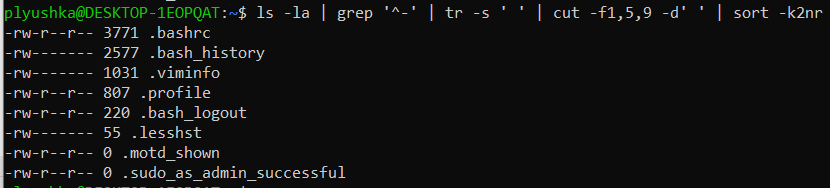 plyushka@DESKTOP-1EOPQAT:~$ ls -la | grep '^-' | tr -s ' ' | cut -f1,5,9 -d' ' | sort -k2nr
-rw-r--r-- 3771 .bashrc
-rw------- 2577 .bash_history
-rw------- 1031 .viminfo
-rw-r--r-- 807 .profile
-rw-r--r-- 220 .bash_logout
-rw------- 55 .lesshst
-rw-r--r-- 0 .motd_shown
-rw-r--r-- 0 .sudo_as_admin_successful